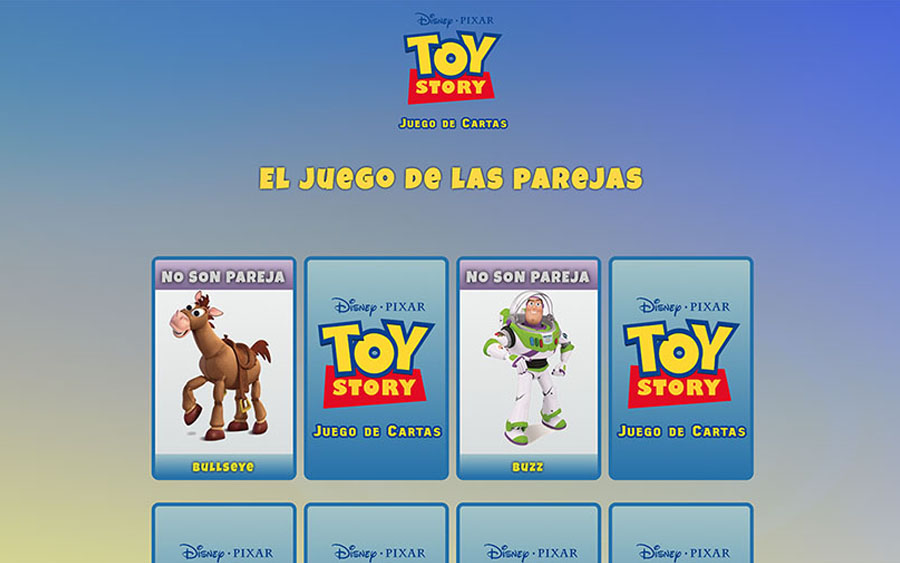 Disney · PIXAR
TOY
STORY
Juego de Cartas
El juego de las parejas
NO SON PAREJA
Bullseye
Disney · PIXAR
TOY
STORY
Juego de Cartas
NO SON PAREJA
Buzz
Disney · PIXAR
TOY
STORY
Juego de Cartas
Disney · PIXAR
Disney · PIXAR
Disney · PIXAR
Disney · PIXAR